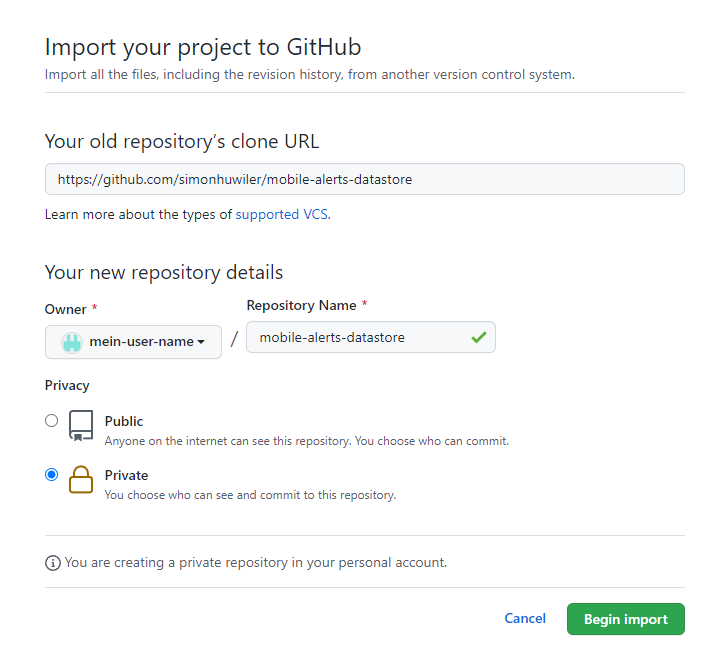 Import your project to GitHub
Import all the files, including the revision history, from another version control system.
Your old repository’s clone URL
https://github.com/simonhuwiler/mobile-alerts-datastore
Learn more about the types of supported VCS.
Your new repository details
Owner *
Repository Name *
mein-user-name
/
mobile-alerts-datastore
Privacy
Public
Anyone on the internet can see this repository. You choose who can commit.
Private
You choose who can see and commit to this repository.
You are creating a private repository in your personal account.
Cancel
Begin import